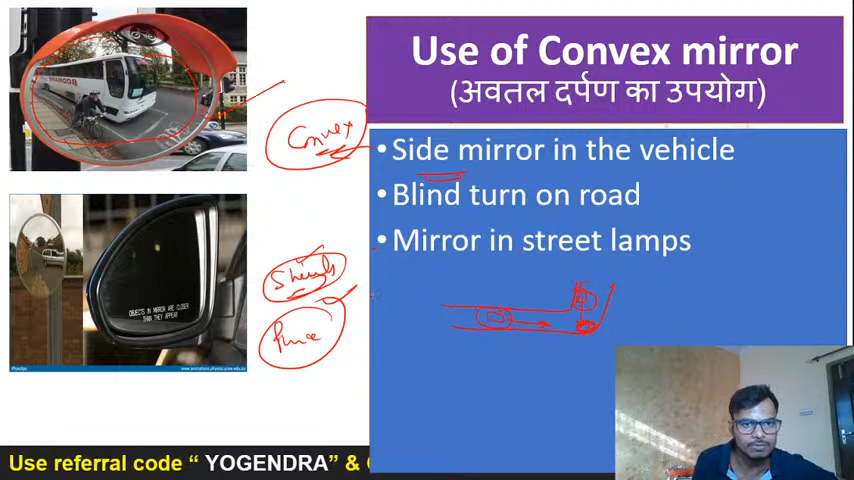 Use of Convex mirror
(अवतल दर्पण का उपयोग)
Convex
• Side mirror in the vehicle
• Blind turn on road
• Mirror in street lamps
OBJECTS IN MIRROR ARE CLOSER
THAN THEY APPEAR
Use referral code “ YOGENDRA” &